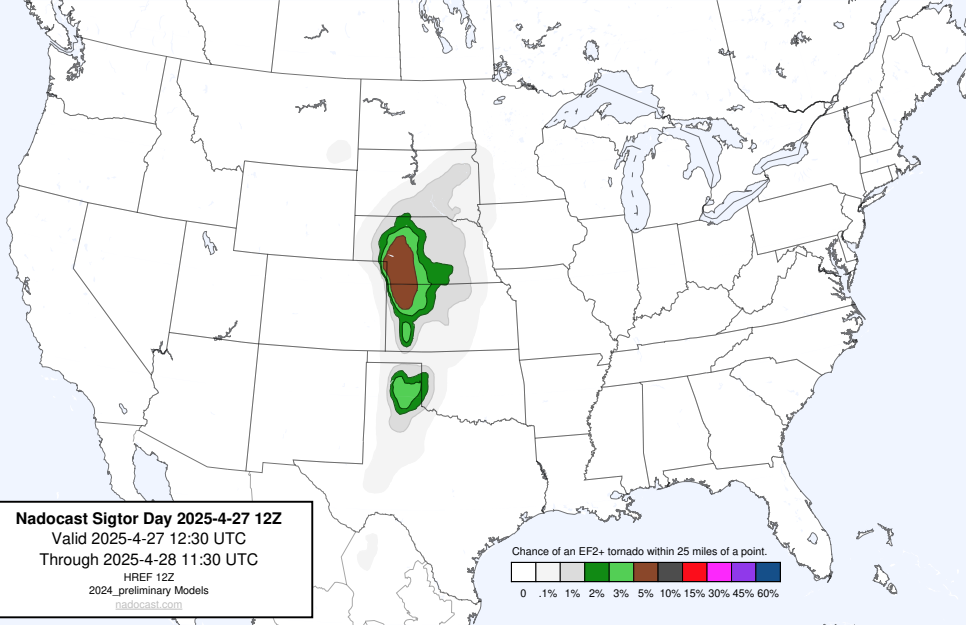 Nadocast Sigtor Day 2025-4-27 12Z
Valid 2025-4-27 12:30 UTC
Through 2025-4-28 11:30 UTC
HREF 12Z
2024_preliminary Models
nadocast.com
Chance of an EF2+ tornado within 25 miles of a point.
0 .1% 1% 2% 3% 5% 10% 15% 30% 45% 60%